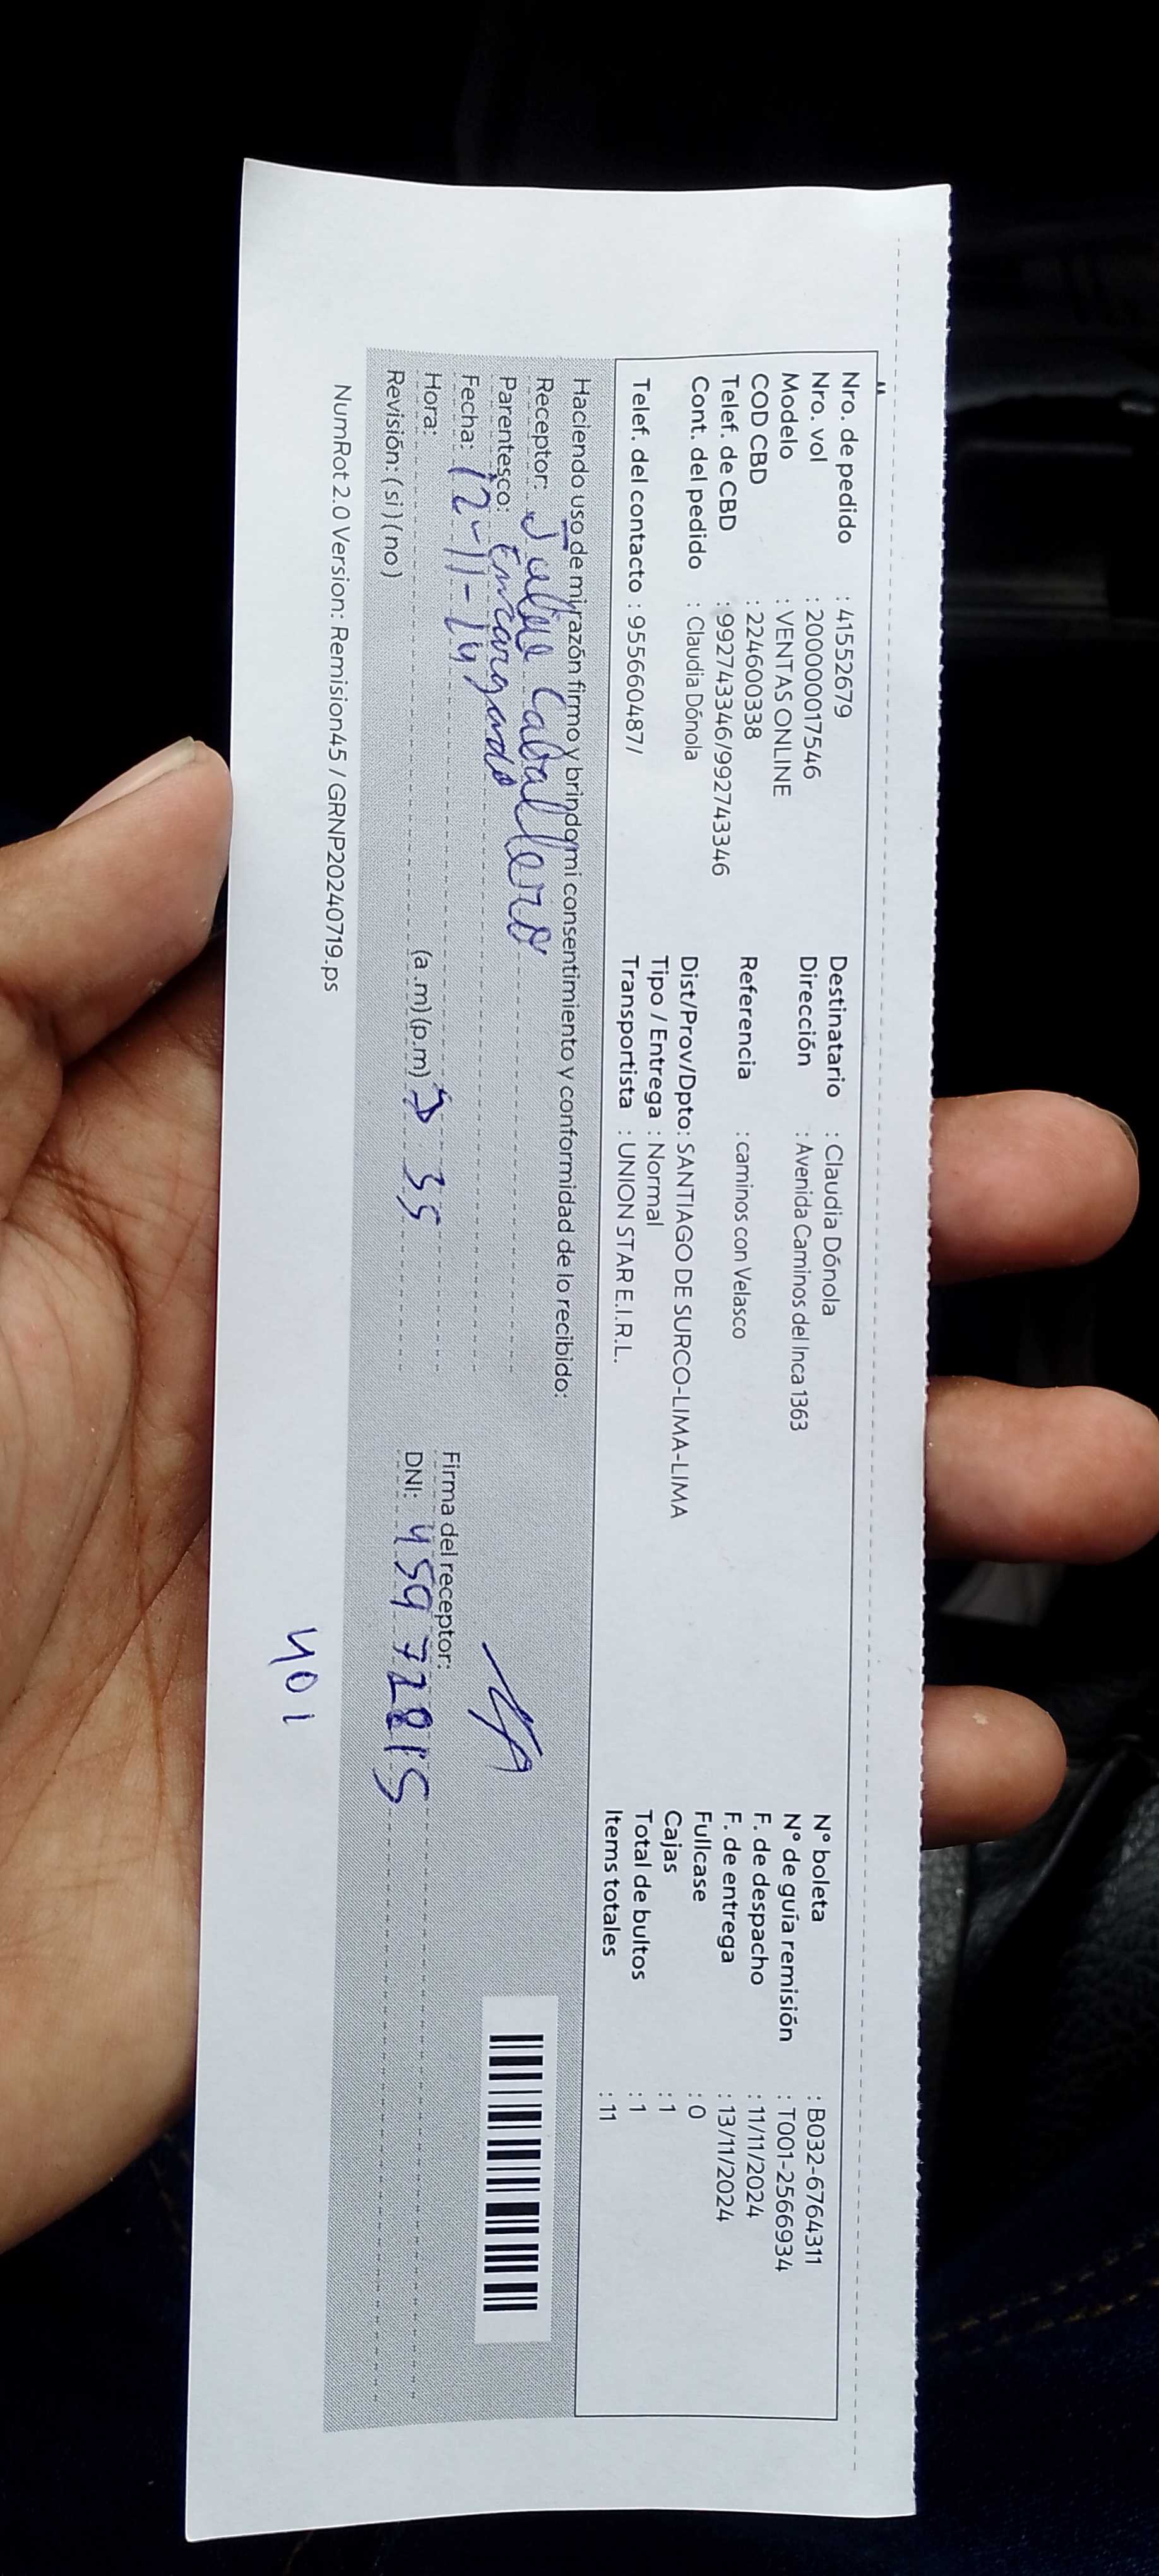 Nro. de pedido : 41552679
Nro. vol : 200000017546
Modelo : VENTAS ONLINE
COD CBD : 224600338
Telef. de CBD : 992743346/992743346
Cont. del pedido : Claudia Dónola
Telef. del contacto : 955660487/
Destinatario : Claudia Dónola
Dirección : Avenida Caminos del Inca 1363
Referencia : caminos con Velasco
Dist/Prov/Dpto: SANTIAGO DE SURCO-LIMA-LIMA
Tipo / Entrega : Normal
Transportista : UNION STAR E.I.R.L.
N° boleta : B032-6764311
N° de guía remisión : T001-2566934
F. de despacho : 11/11/2024
F. de entrega : 13/11/2024
Fullcase : 0
Cajas : 1
Total de bultos : 1
Items totales : 11
Haciendo uso de mi razón firmo y brindo mi consentimiento y conformidad de lo recibido:
Receptor: Caballero
Parentesco: Encargado
Fecha: 12-11-
Hora: (a.m)(p.m) 35
Revisión: (si) (no)
Firma del receptor:
DNI: 45972815
NumRot 2.0 Version: Remision45 / GRNP20240719.ps
401